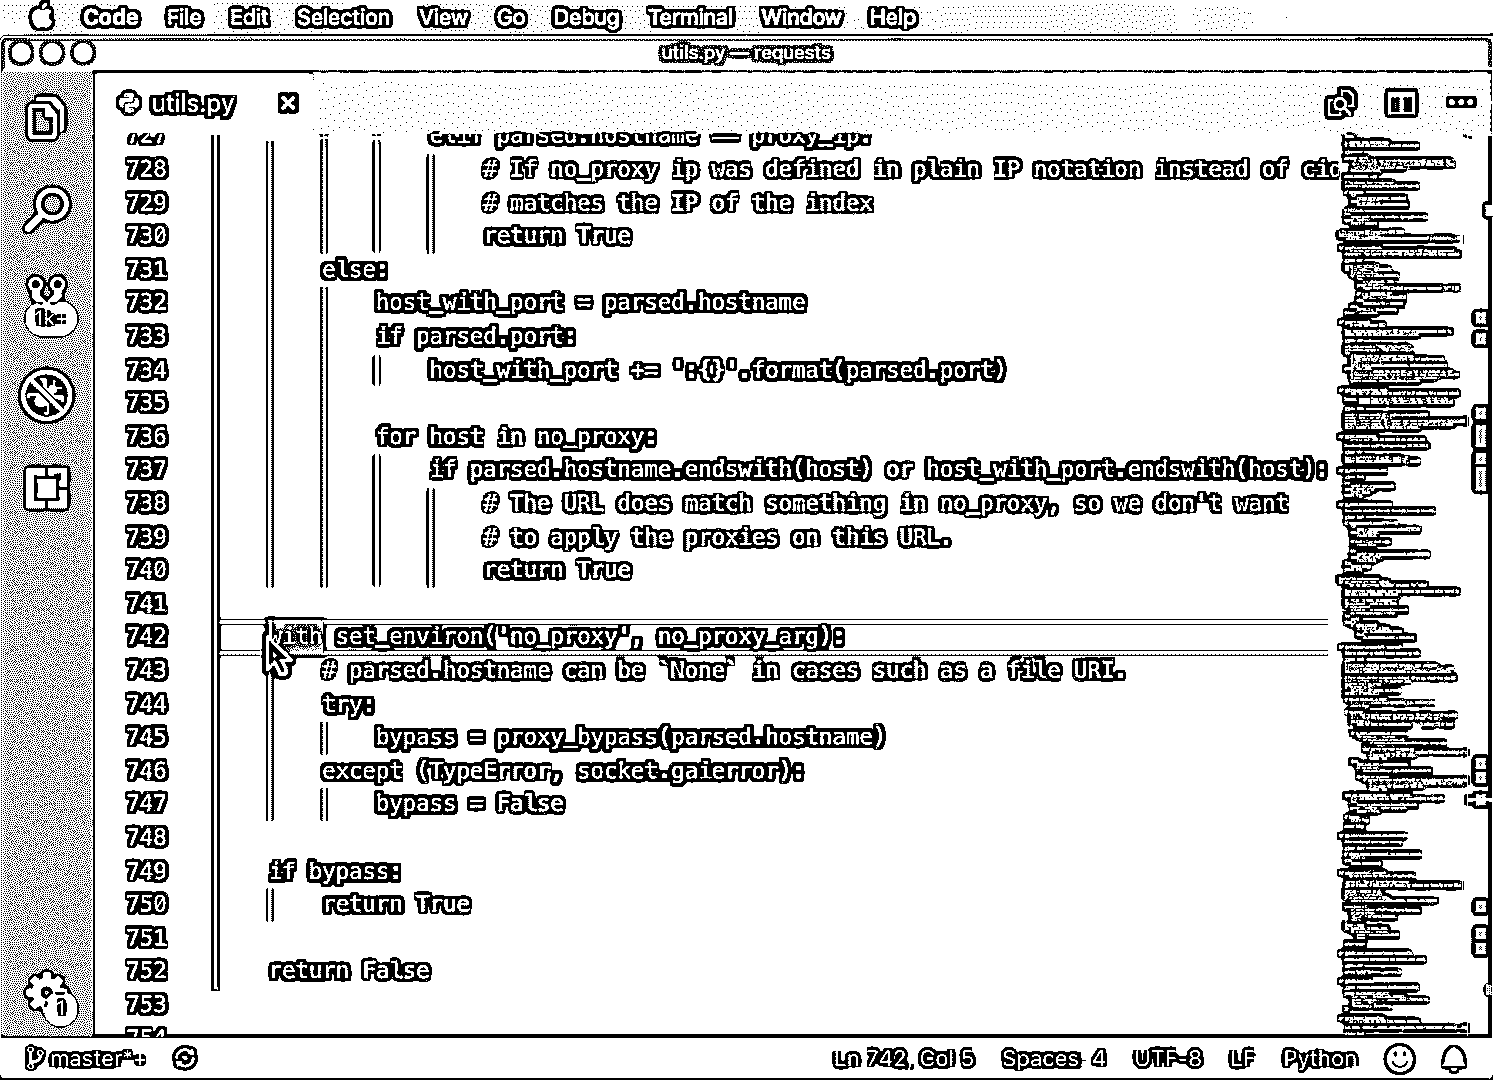 Code File Edit Selection View Go Debug Terminal Window Help
utils.py — requests
utils.py
727 elif parsed.hostname == proxy_ip:
728 # If no_proxy ip was defined in plain IP notation instead of cid
729 # matches the IP of the index
730 return True
731 else:
732 host_with_port = parsed.hostname
733 if parsed.port:
734 host_with_port += ':{}'.format(parsed.port)
735
736 for host in no_proxy:
737 if parsed.hostname.endswith(host) or host_with_port.endswith(host):
738 # The URL does match something in no_proxy, so we don't want
739 # to apply the proxies on this URL.
740 return True
741
742 with set_environ('no_proxy', no_proxy_arg):
743 # parsed.hostname can be `None` in cases such as a file URI.
744 try:
745 bypass = proxy_bypass(parsed.hostname)
746 except (TypeError, socket.gaierror):
747 bypass = False
748
749 if bypass:
750 return True
751
752 return False
753
754
1
master*+ Ln 742, Col 5 Spaces: 4 UTF-8 LF Python